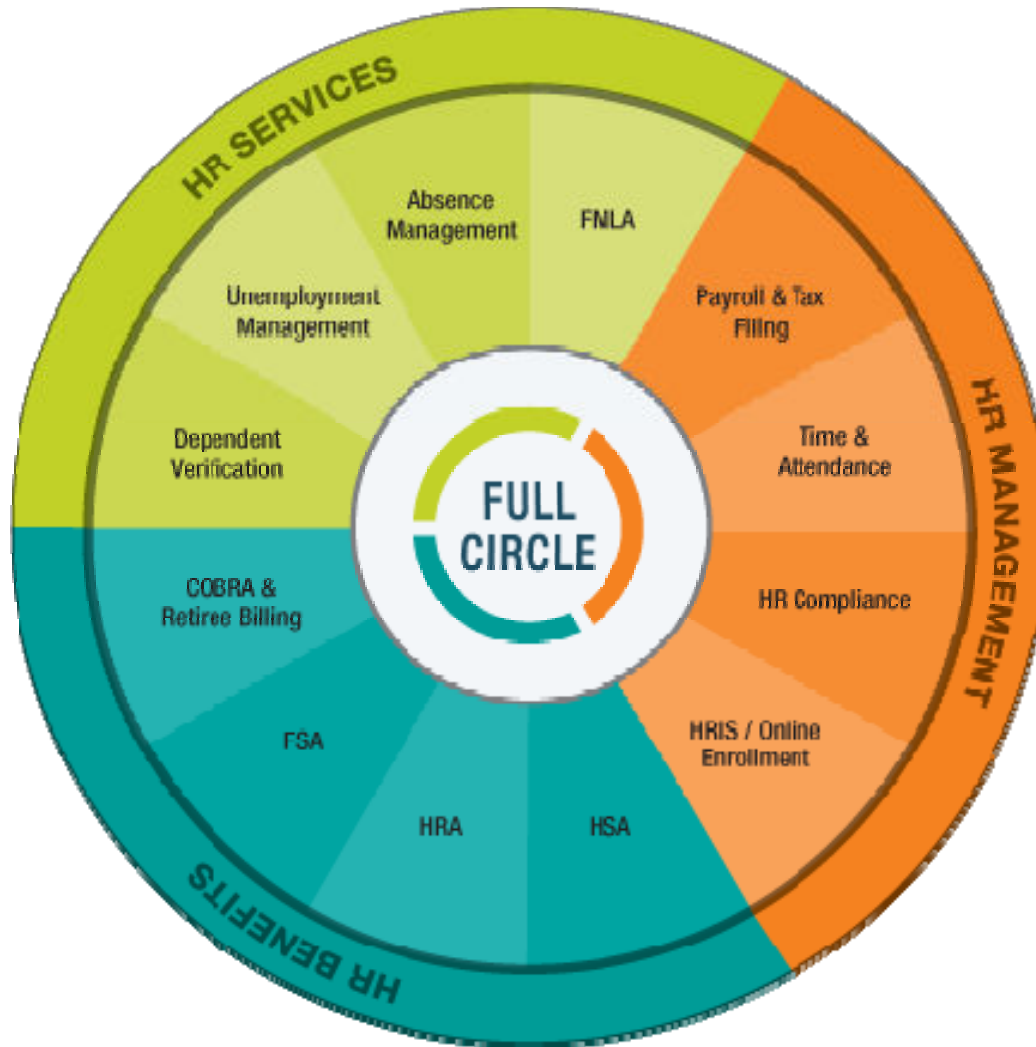 HR SERVICES
Absence
Management
FMLA
Unemployment
Management
Dependent
Verification
Payroll & Tax
Filing
Time &
Attendance
HR Compliance
HRIS / Online
Enrollment
HR MANAGEMENT
FULL
CIRCLE
COBRA &
Retiree Billing
FSA
HRA
HSA
HR BENEFITS